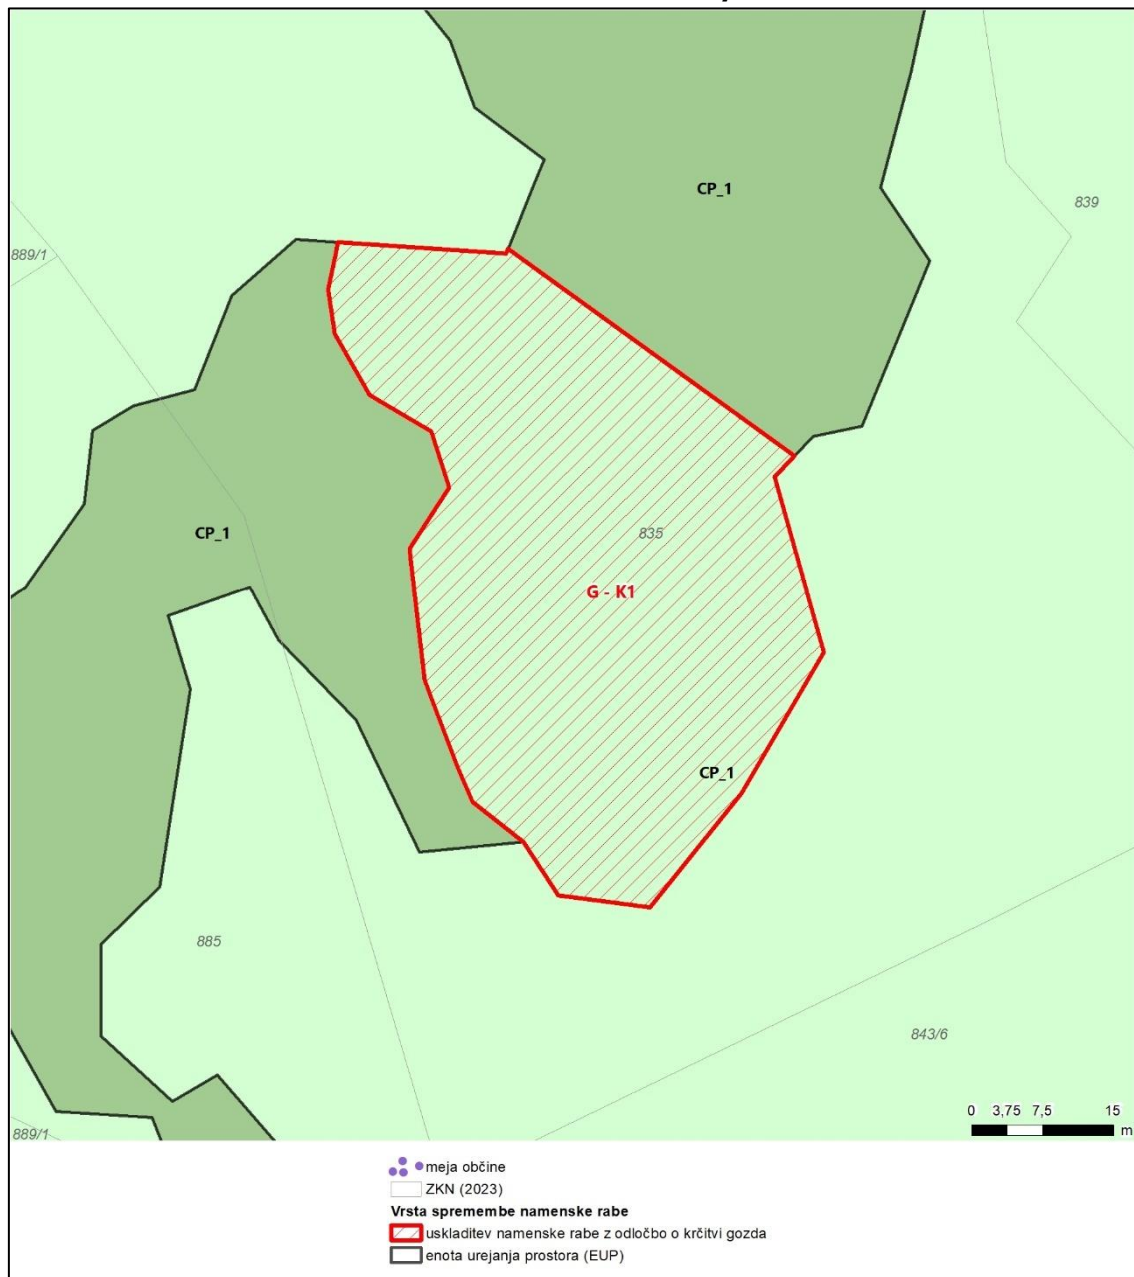 CP_1
839
889/1
CP_1
835
G - K1
CP_1
885
843/6
0 3,75 7,5 15
m
889/1
meja občine
ZKN (2023)
Vrsta spremembe namenske rabe
uskladitev namenske rabe z odločbo o krčitvi gozda
enota urejanja prostora (EUP)